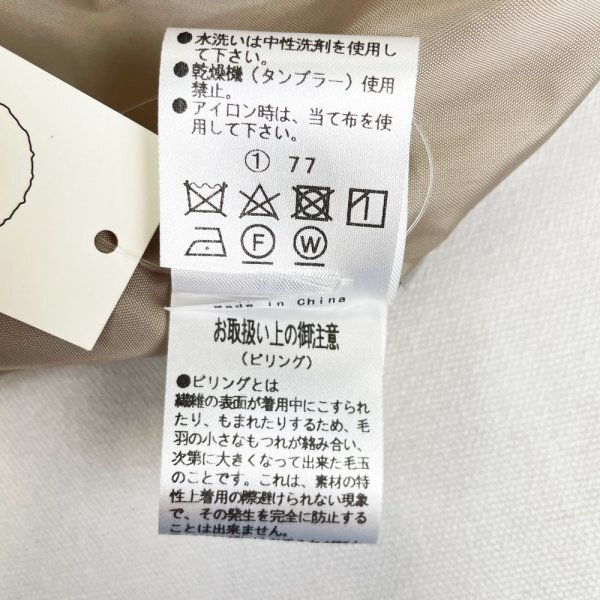 ●水洗いは中性洗剤を使用し
て下さい。
●乾燥機（タンブラー）使用
禁止。
●アイロン時は、当て布を使
用して下さい。
① 77
F W
Made in China
お取扱い上の御注意
（ピリング）
●ピリングとは
繊維の表面が着用中にこすられ
たり、もまれたりするため、毛
羽の小さなもつれが絡み合い、
次第に大きくなって出来た毛玉
のことです。これは、素材の特
性上着用の際避けられない現象
で、その発生を完全に防止する
ことは出来ません。